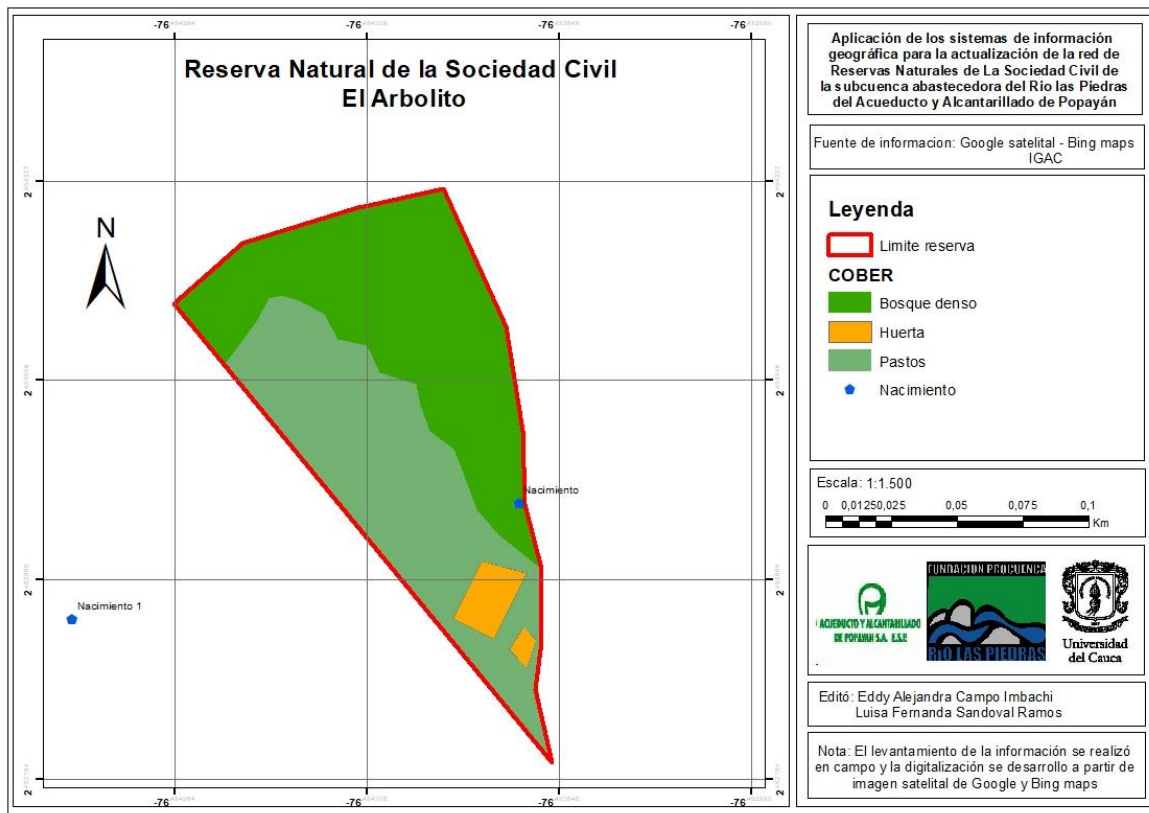 -76
-76
-76
-76
Reserva Natural de la Sociedad Civil
El Arbolito
N
2
2
2
2
Nacimiento
Nacimiento 1
-76
-76
-76
-76
Aplicación de los sistemas de información
geográfica para la actualización de la red de
Reservas Naturales de La Sociedad Civil de
la subcuenca abastecedora del Rio las Piedras
del Acueducto y Alcantarillado de Popayán
Fuente de informacion: Google satelital - Bing maps
IGAC
Leyenda
Limite reserva
COBER
Bosque denso
Huerta
Pastos
Nacimiento
Escala: 1:1.500
0 0,01250,025 0,05 0,075 0,1
Km
ACUEDUCTO Y ALCANTARILLADO
DE POPAYAN S.A. E.S.P.
FUNDACION PROCUENCA
RIO LAS PIEDRAS
Universidad
del Cauca
Editó: Eddy Alejandra Campo Imbachi
Luisa Fernanda Sandoval Ramos
Nota: El levantamiento de la información se realizó
en campo y la digitalización se desarrollo a partir de
imagen satelital de Google y Bing maps